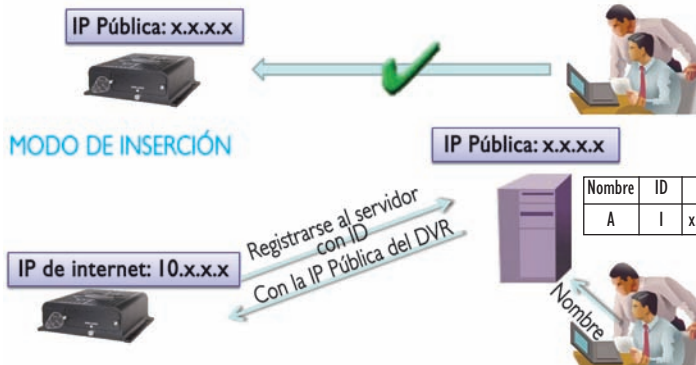 IP Pública: x.x.x.x
MODO DE INSERCIÓN
IP Pública: x.x.x.x
Nombre ID
A I x
Registrarse al servidor
con ID
Con la IP Pública del DVR
IP de internet: 10.x.x.x
Nombre